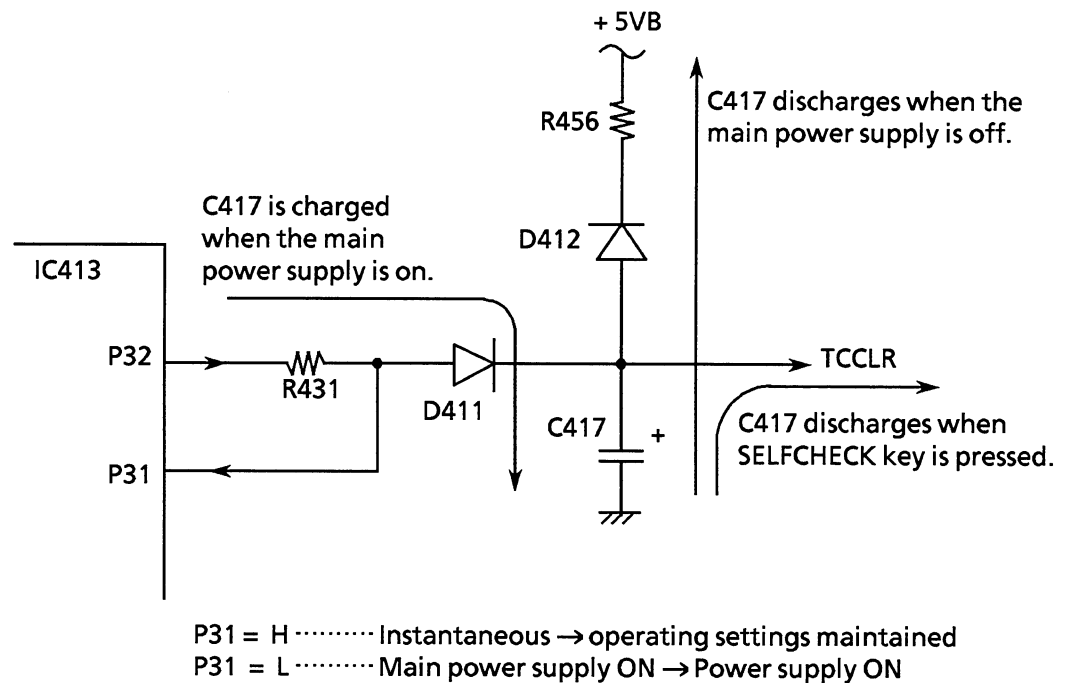 + 5VB
R456
C417 discharges when the
main power supply is off.
C417 is charged
when the main
power supply is on.
D412
IC413
P32
R431
D411
TCCLR
C417
+
C417 discharges when
SELFCHECK key is pressed.
P31
P31 = H ·········· Instantaneous → operating settings maintained
P31 = L ·········· Main power supply ON → Power supply ON